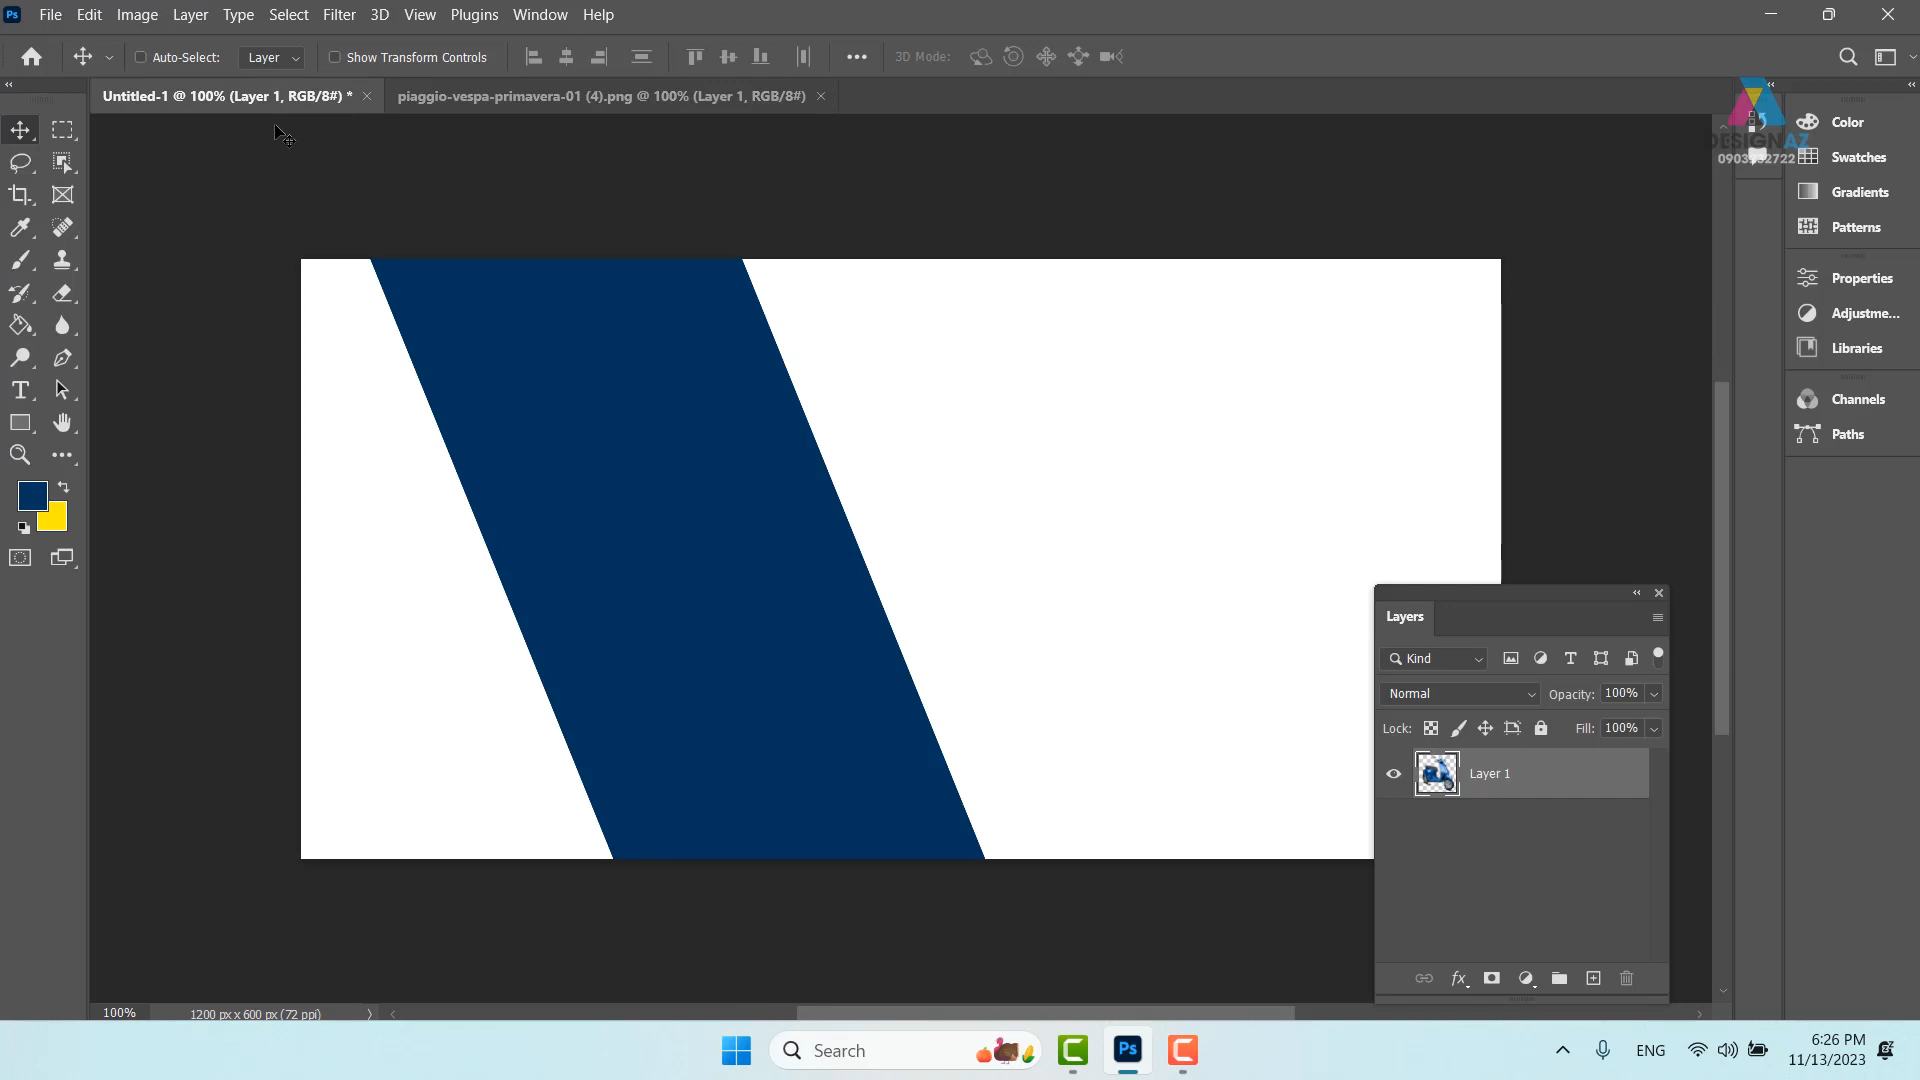 Ps File Edit Image Layer Type Select Filter 3D View Plugins Window Help
Auto-Select: Layer Show Transform Controls 3D Mode:
Untitled-1 @ 100% (Layer 1, RGB/8#) * piaggio-vespa-primavera-01 (4).png @ 100% (Layer 1, RGB/8#)
Color
DESIGNAZ
Swatches
Gradients
Patterns
Properties
Adjustme...
Libraries
Channels
Paths
Layers
Kind
Normal Opacity: 100%
Lock: Fill: 100%
Layer 1
fx
100% 1200 px x 600 px (72 ppi)
Search
Ps
ENG
6:26 PM
11/13/2023